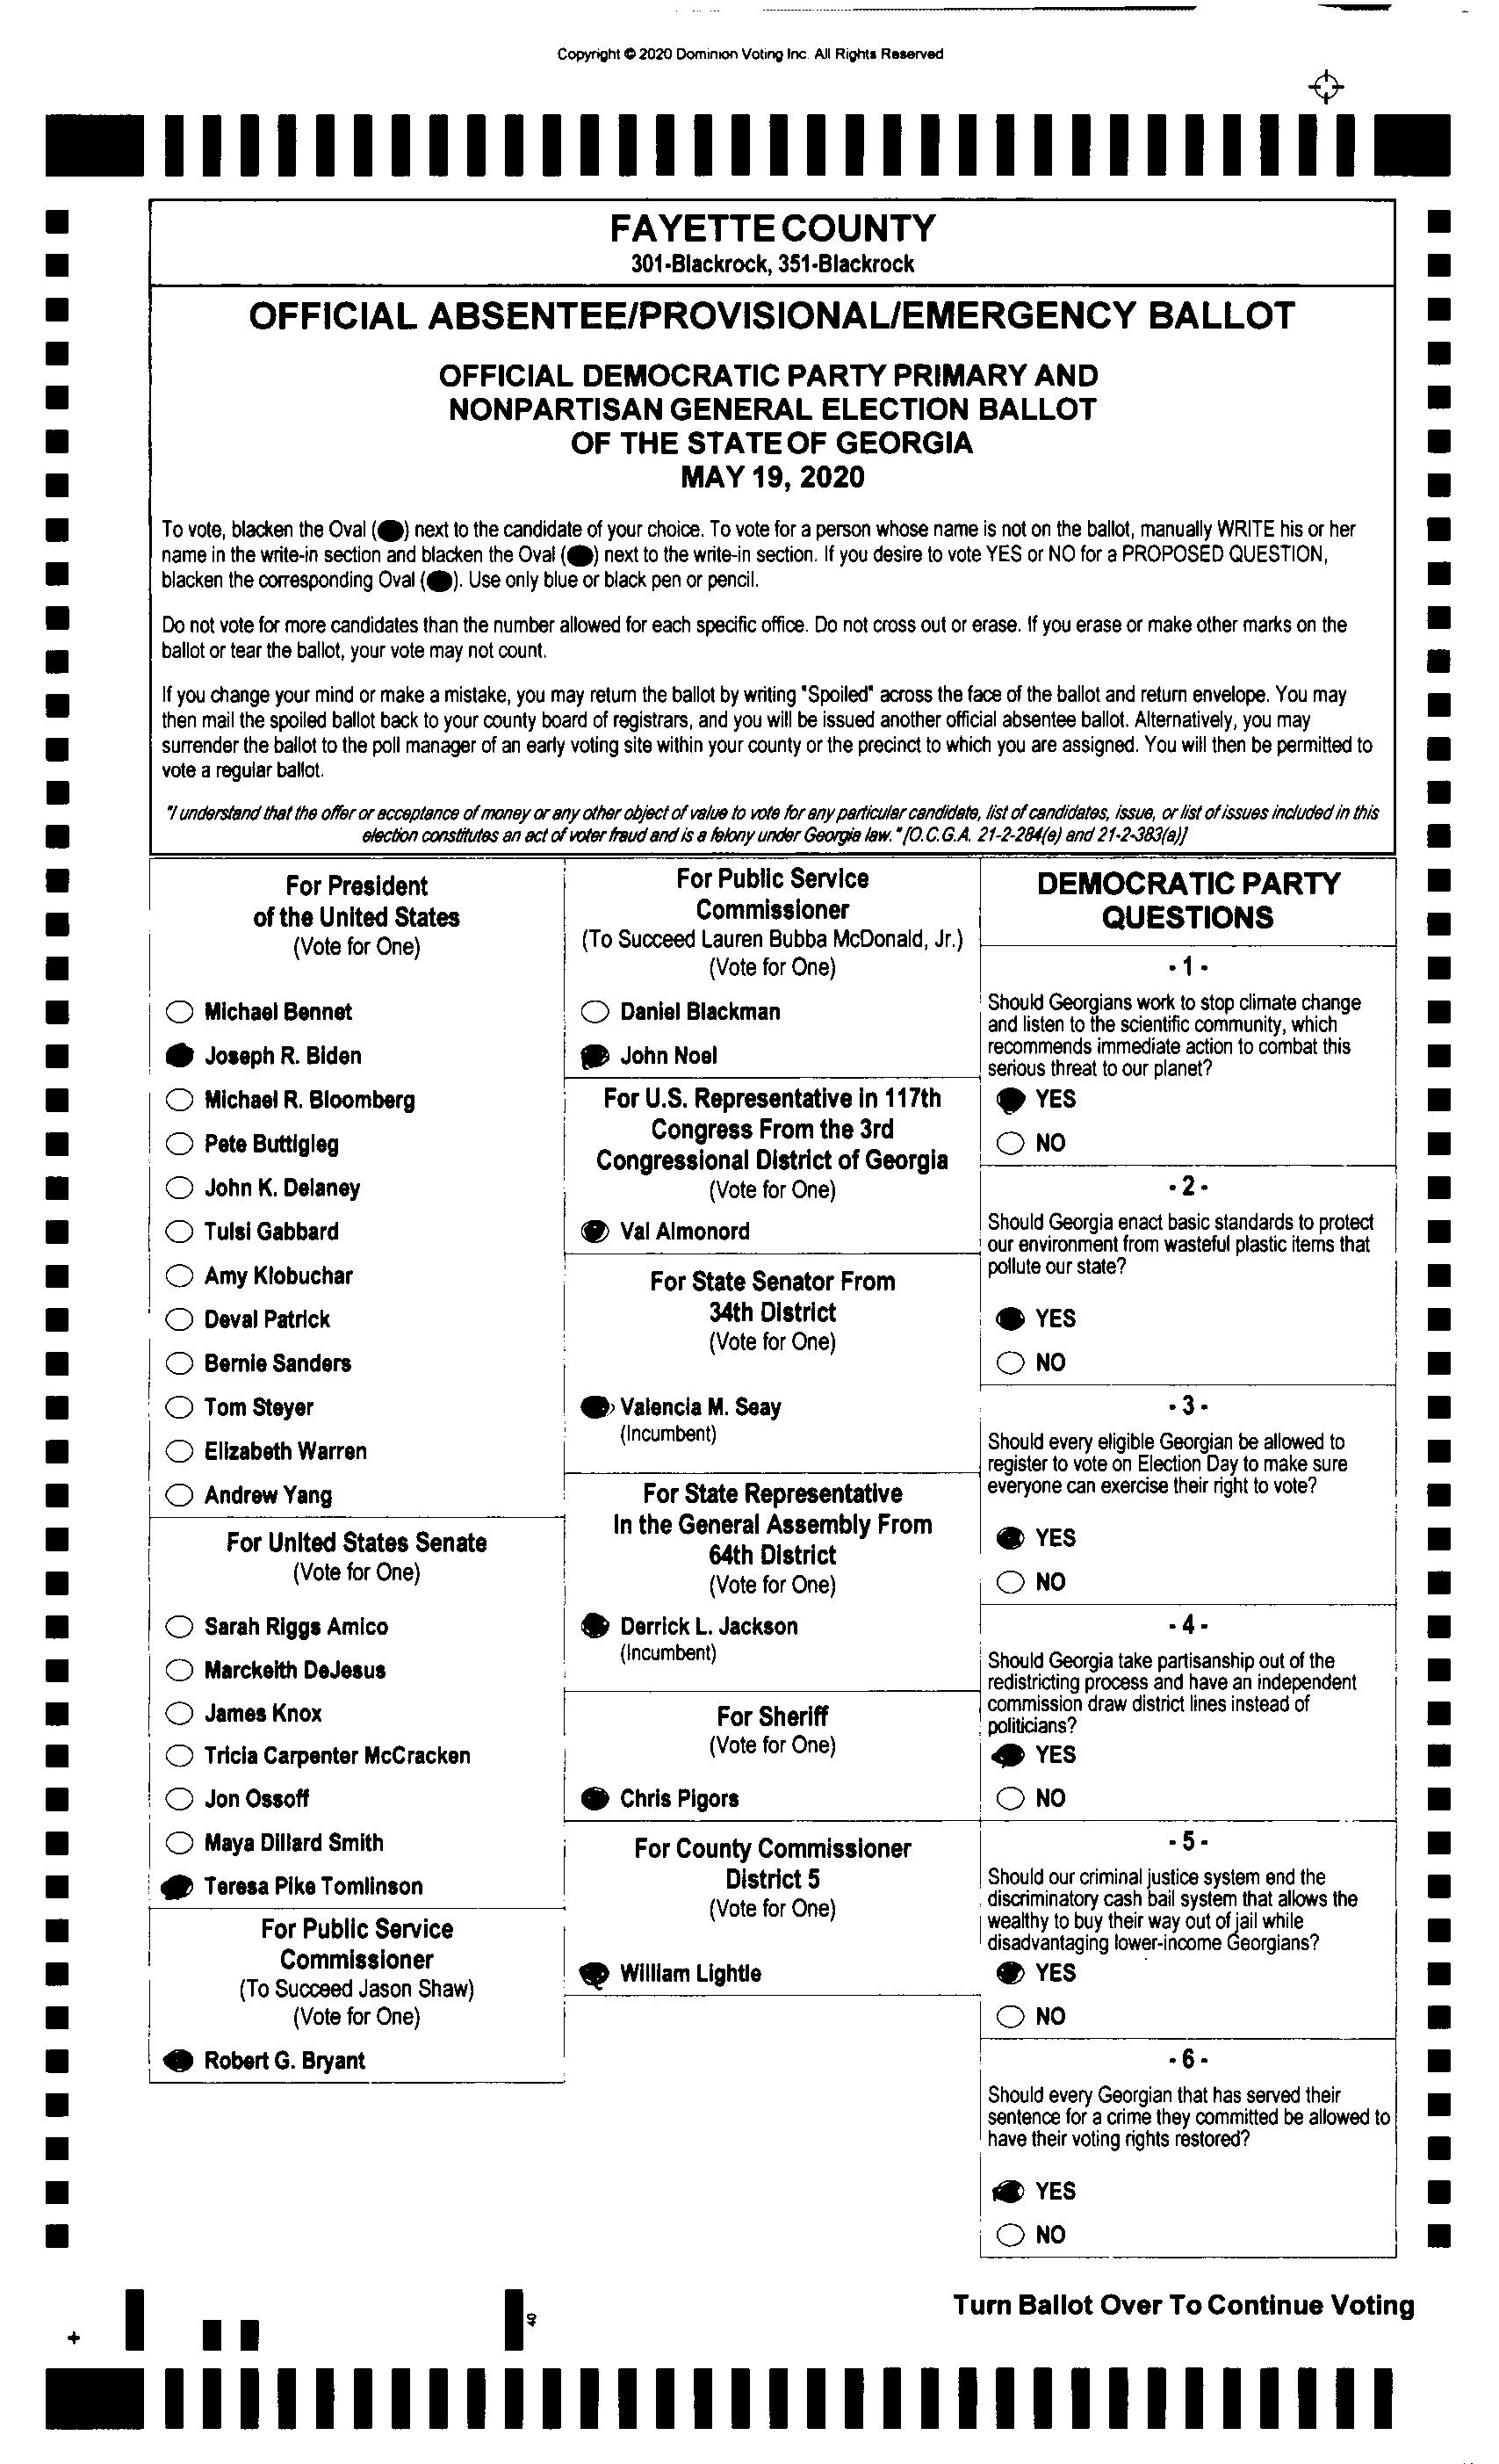 Copyright © 2020 Dominion Voting Inc. All Rights Reserved
FAYETTE COUNTY
301-Blackrock, 351-Blackrock
OFFICIAL ABSENTEE/PROVISIONAL/EMERGENCY BALLOT
OFFICIAL DEMOCRATIC PARTY PRIMARY AND
NONPARTISAN GENERAL ELECTION BALLOT
OF THE STATE OF GEORGIA
MAY 19, 2020
To vote, blacken the Oval () next to the candidate of your choice. To vote for a person whose name is not on the ballot, manually WRITE his or her
name in the write-in section and blacken the Oval () next to the write-in section. If you desire to vote YES or NO for a PROPOSED QUESTION,
blacken the corresponding Oval (). Use only blue or black pen or pencil.
Do not vote for more candidates than the number allowed for each specific office. Do not cross out or erase. If you erase or make other marks on the
ballot or tear the ballot, your vote may not count.
If you change your mind or make a mistake, you may return the ballot by writing "Spoiled" across the face of the ballot and return envelope. You may
then mail the spoiled ballot back to your county board of registrars, and you will be issued another official absentee ballot. Alternatively, you may
surrender the ballot to the poll manager of an early voting site within your county or the precinct to which you are assigned. You will then be permitted to
vote a regular ballot.
"I understand that the offer or acceptance of money or any other object of value to vote for any particular candidate, list of candidates, issue, or list of issues included in this
election constitutes an act of voter fraud and is a felony under Georgia law." [O.C.G.A. 21-2-284(e) and 21-2-383(a)]
For President
of the United States
(Vote for One)
Michael Bennet
Joseph R. Biden
Michael R. Bloomberg
Pete Buttigieg
John K. Delaney
Tulsi Gabbard
Amy Klobuchar
Deval Patrick
Bernie Sanders
Tom Steyer
Elizabeth Warren
Andrew Yang
For United States Senate
(Vote for One)
Sarah Riggs Amico
Marckeith DeJesus
James Knox
Tricia Carpenter McCracken
Jon Ossoff
Maya Dillard Smith
Teresa Pike Tomlinson
For Public Service
Commissioner
(To Succeed Jason Shaw)
(Vote for One)
Robert G. Bryant
For Public Service
Commissioner
(To Succeed Lauren Bubba McDonald, Jr.)
(Vote for One)
Daniel Blackman
John Noel
For U.S. Representative in 117th
Congress From the 3rd
Congressional District of Georgia
(Vote for One)
Val Almonord
For State Senator From
34th District
(Vote for One)
Valencia M. Seay
(Incumbent)
For State Representative
In the General Assembly From
64th District
(Vote for One)
Derrick L. Jackson
(Incumbent)
For Sheriff
(Vote for One)
Chris Pigors
For County Commissioner
District 5
(Vote for One)
William Lightle
DEMOCRATIC PARTY
QUESTIONS
- 1 -
Should Georgians work to stop climate change
and listen to the scientific community, which
recommends immediate action to combat this
serious threat to our planet?
YES
NO
- 2 -
Should Georgia enact basic standards to protect
our environment from wasteful plastic items that
pollute our state?
YES
NO
- 3 -
Should every eligible Georgian be allowed to
register to vote on Election Day to make sure
everyone can exercise their right to vote?
YES
NO
- 4 -
Should Georgia take partisanship out of the
redistricting process and have an independent
commission draw district lines instead of
politicians?
YES
NO
- 5 -
Should our criminal justice system end the
discriminatory cash bail system that allows the
wealthy to buy their way out of jail while
disadvantaging lower-income Georgians?
YES
NO
- 6 -
Should every Georgian that has served their
sentence for a crime they committed be allowed to
have their voting rights restored?
YES
NO
Turn Ballot Over To Continue Voting